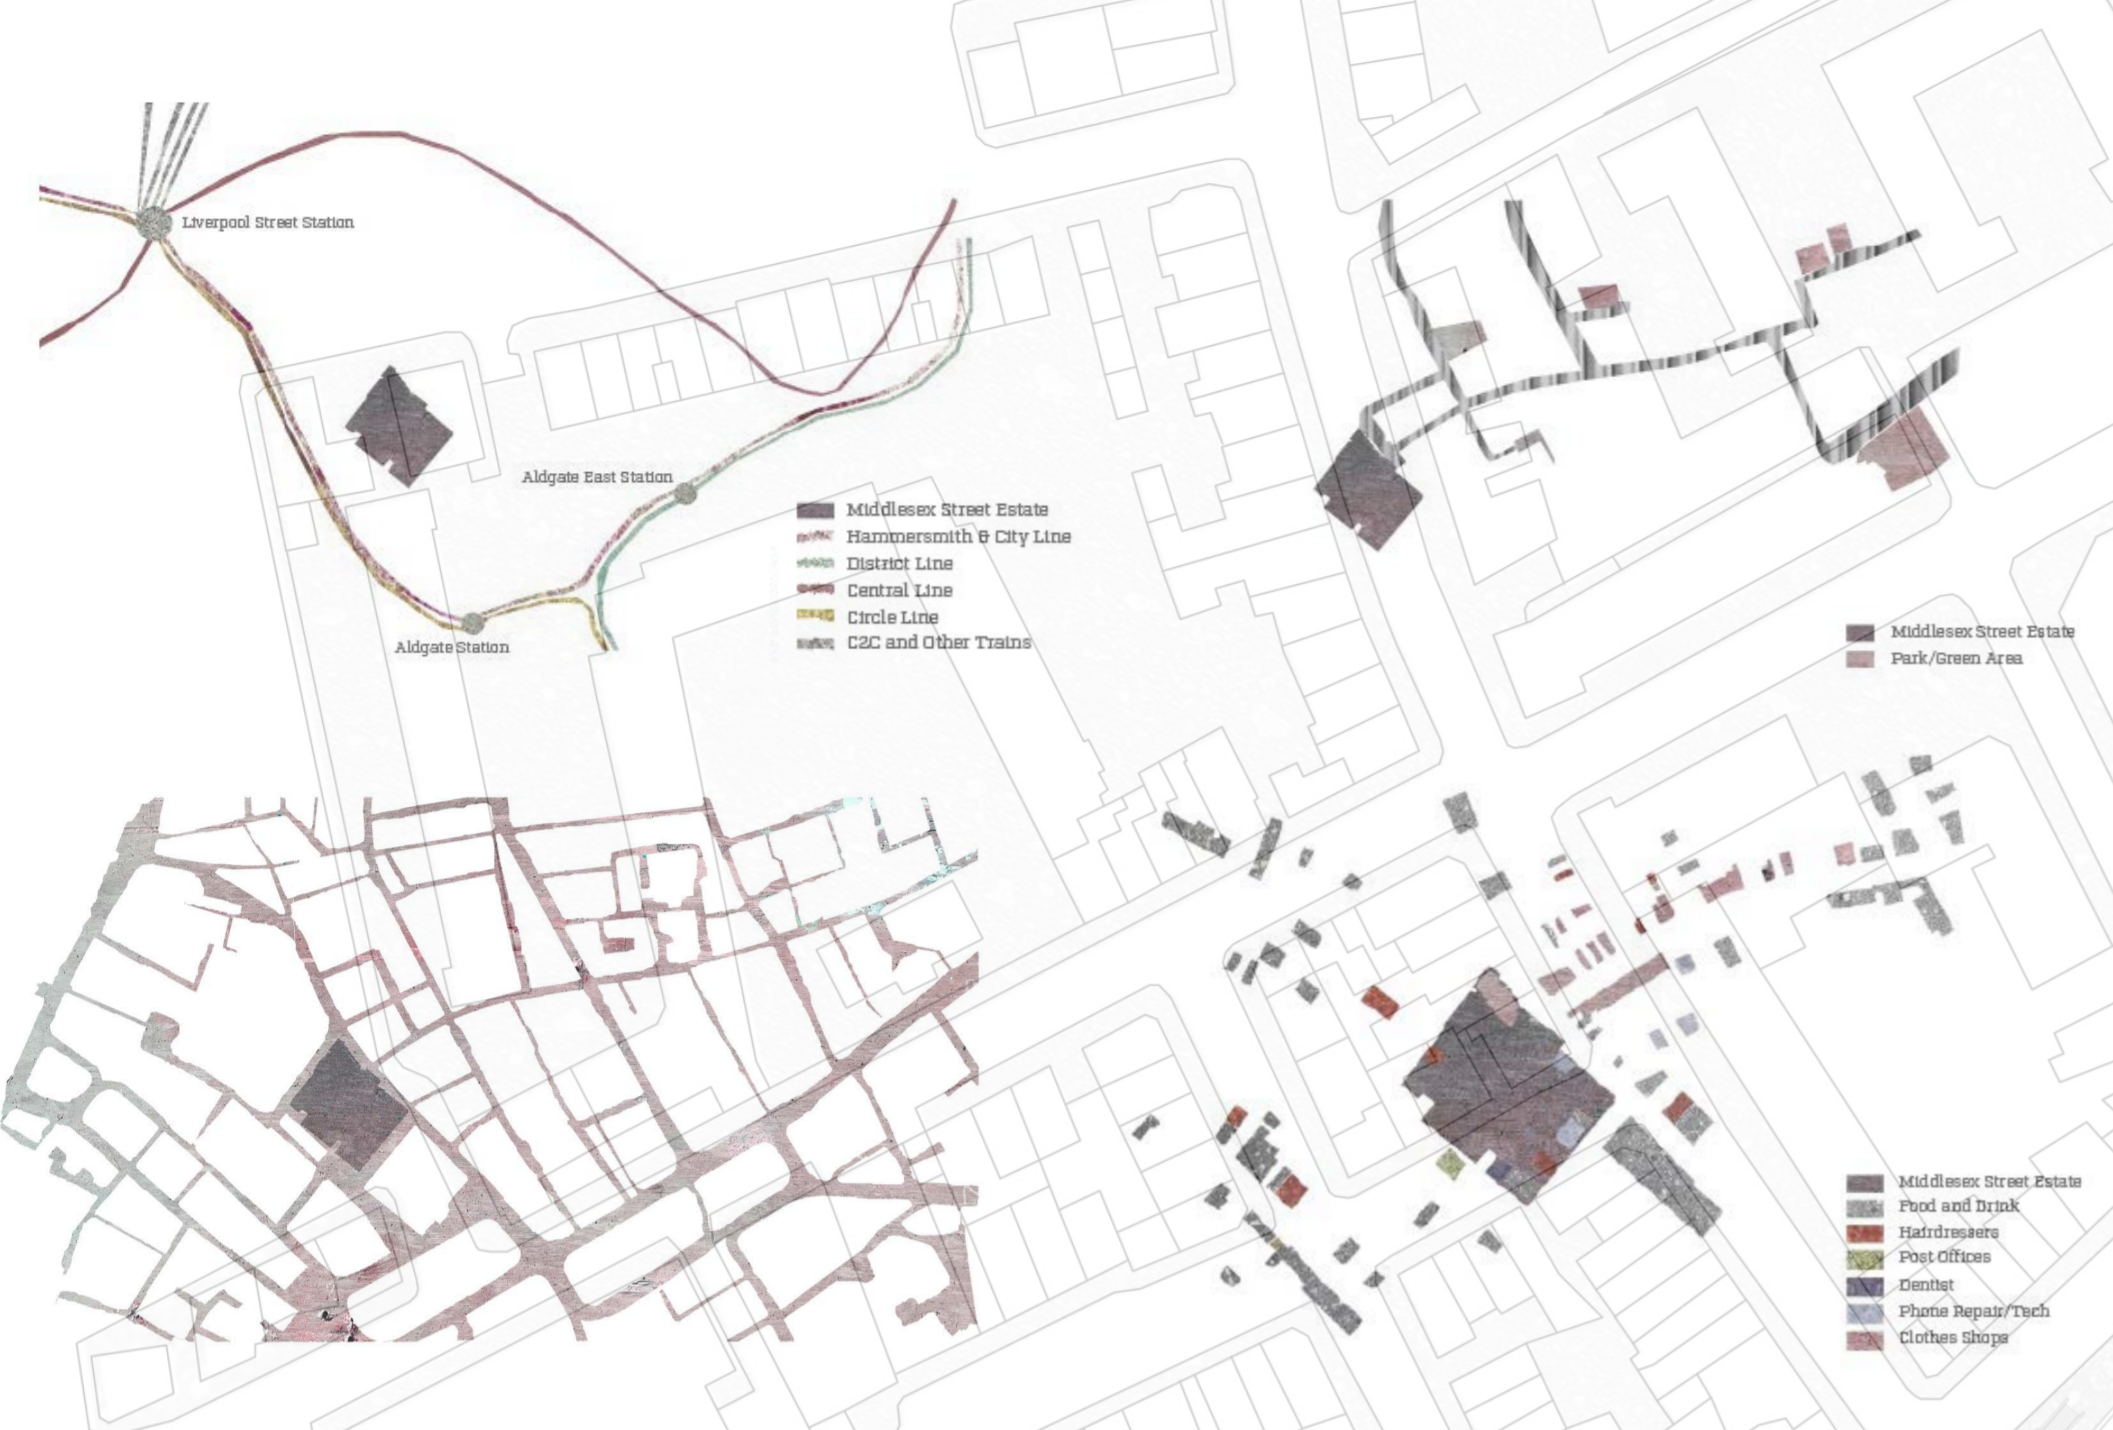 Liverpool Street Station
Aldgate East Station
Aldgate Station
Middlesex Street Estate
Hammersmith & City Line
District Line
Central Line
Circle Line
C2C and Other Trains
Middlesex Street Estate
Park/Green Area
Middlesex Street Estate
Food and Drink
Hairdressers
Post Offices
Dentist
Phone Repair/Tech
Clothes Shops